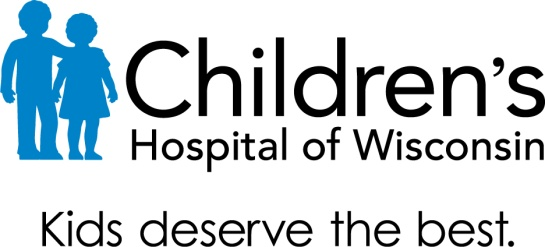 Children's
Hospital of Wisconsin
Kids deserve the best.